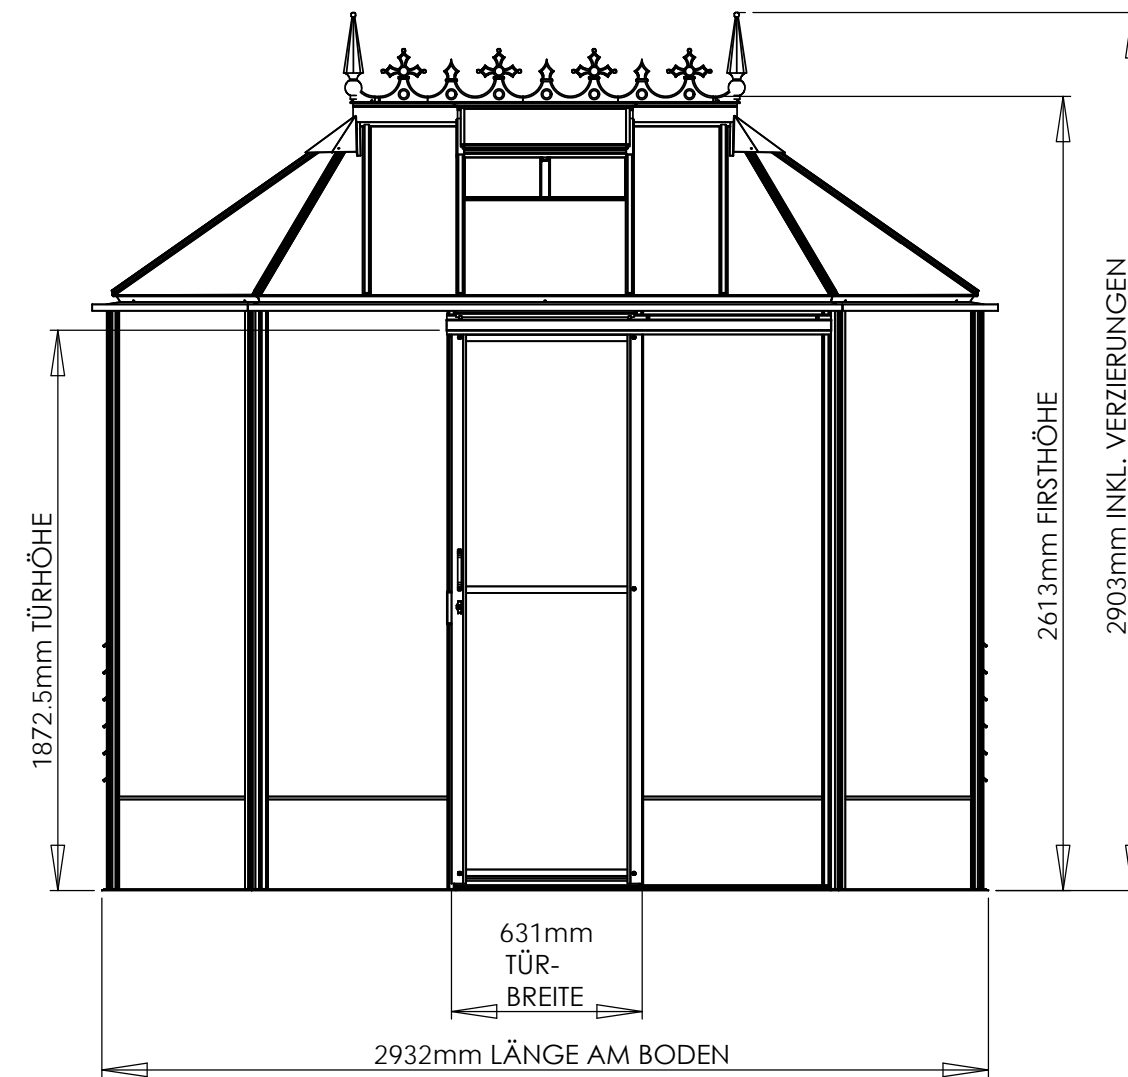 2903mm INKL. VERZIERUNGEN
2613mm FIRSTHÖHE
1872.5mm TÜRHÖHE
631mm
TÜR-
BREITE
2932mm LÄNGE AM BODEN